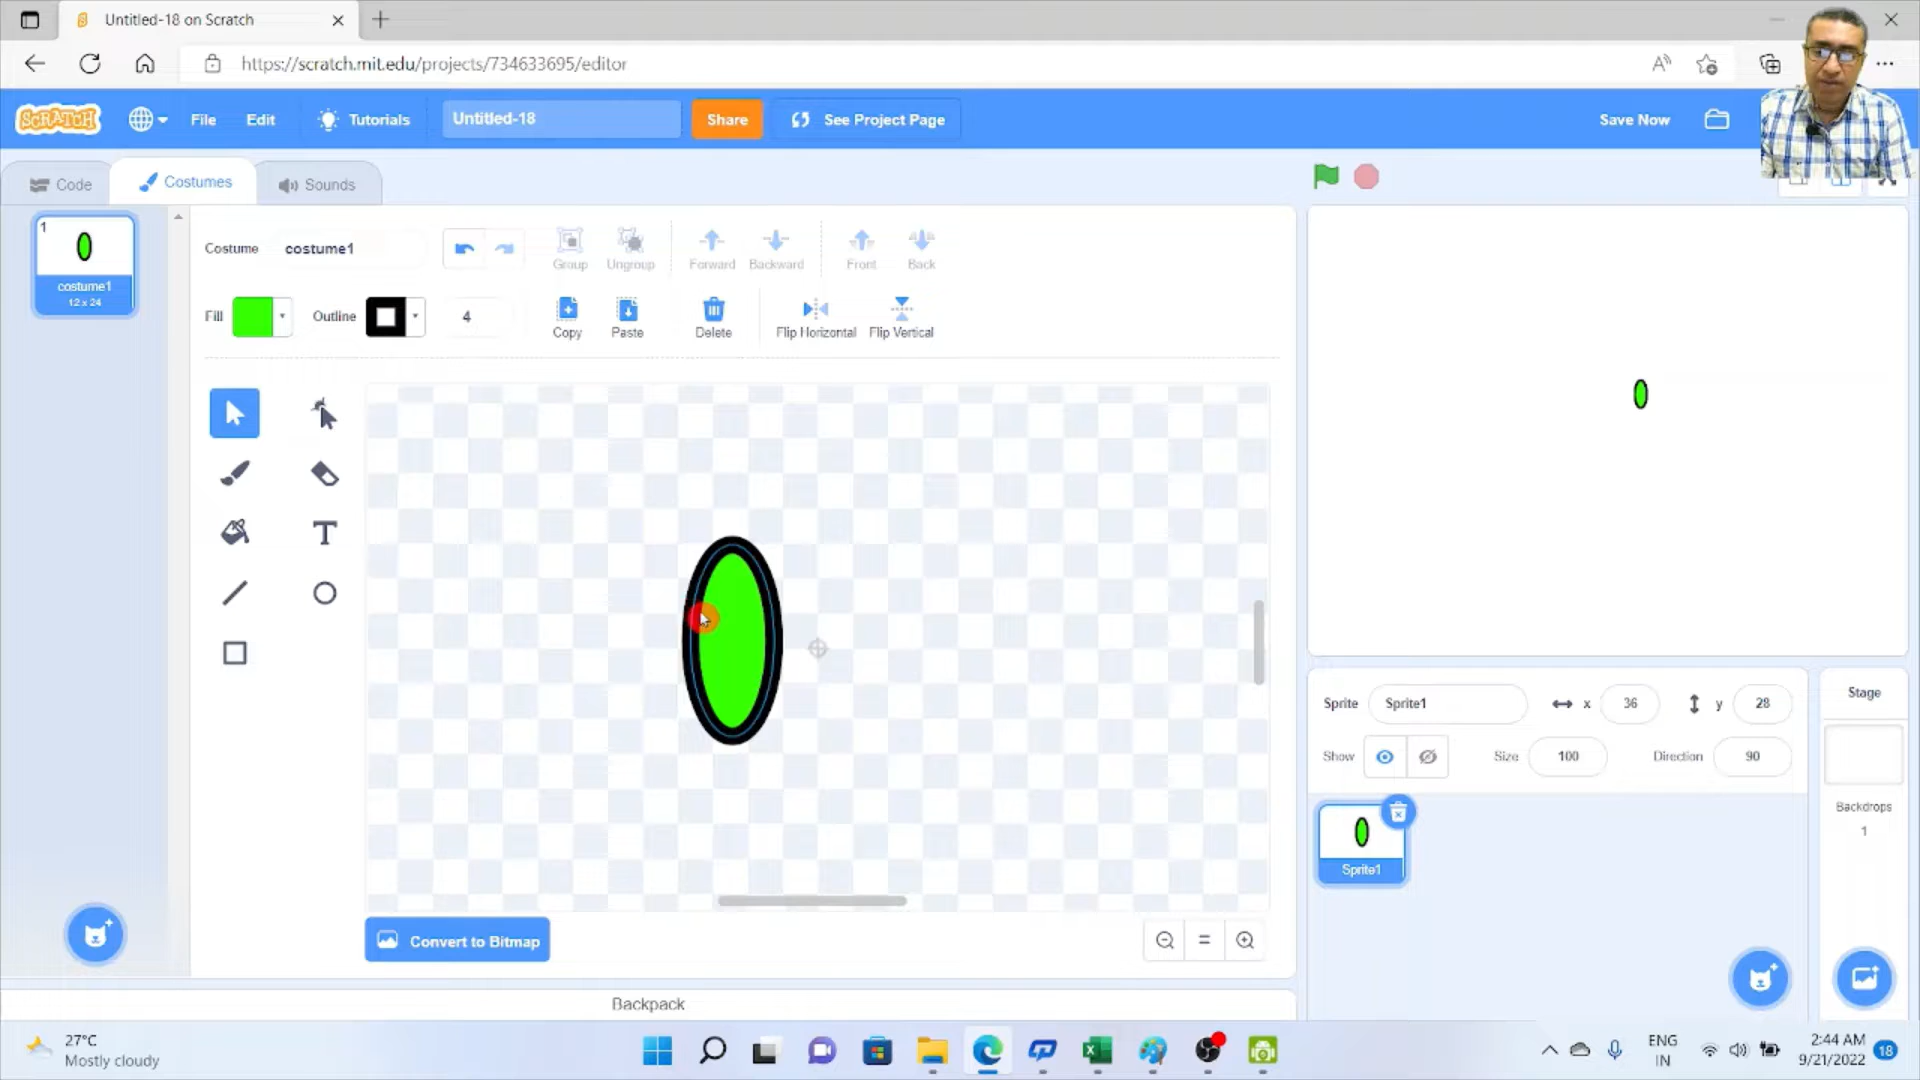 Untitled-18 on Scratch
https://scratch.mit.edu/projects/734633695/editor
SCRATCH
File
Edit
Tutorials
Untitled-18
Share
See Project Page
Save Now
Code
Costumes
Sounds
1
costume1
12 x 24
Costume
costume1
Group
Ungroup
Forward
Backward
Front
Back
Fill
Outline
4
Copy
Paste
Delete
Flip Horizontal
Flip Vertical
T
Convert to Bitmap
Backpack
Sprite
Sprite1
x
36
y
28
Show
Size
100
Direction
90
Sprite1
Stage
Backdrops
1
27°C
Mostly cloudy
ENG
IN
2:44 AM
9/21/2022
18